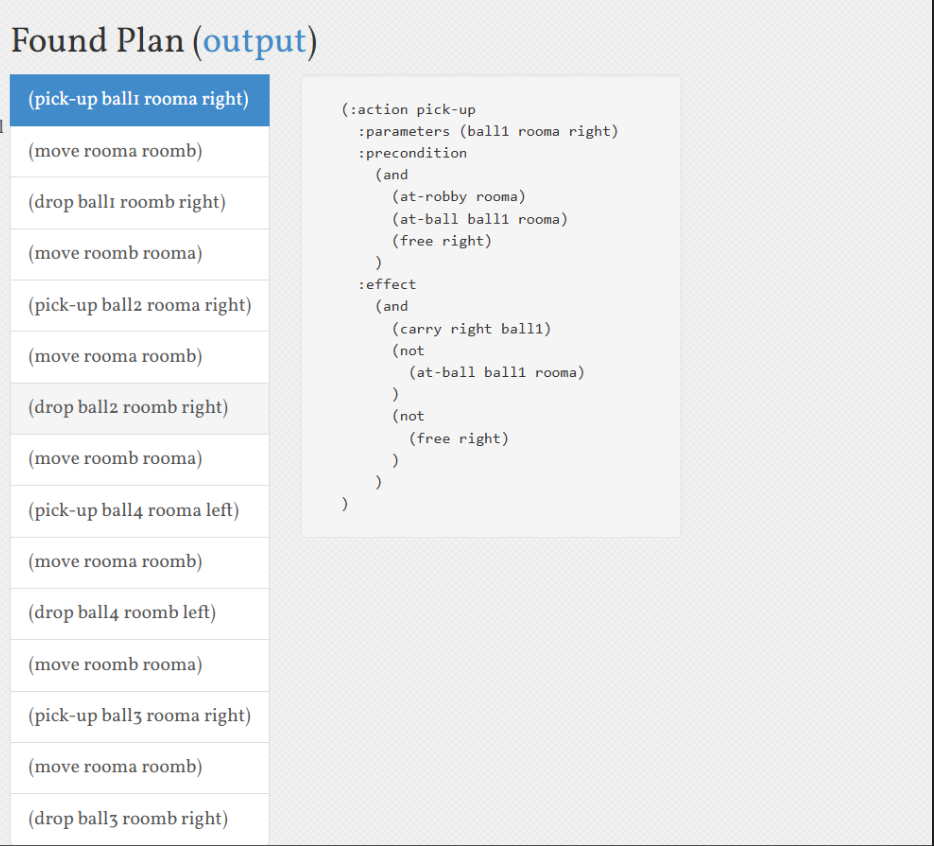 Found Plan (output)
(pick-up ball1 rooma right)
(move rooma roomb)
(drop ball1 roomb right)
(move roomb rooma)
(pick-up ball2 rooma right)
(move rooma roomb)
(drop ball2 roomb right)
(move roomb rooma)
(pick-up ball4 rooma left)
(move rooma roomb)
(drop ball4 roomb left)
(move roomb rooma)
(pick-up ball3 rooma right)
(move rooma roomb)
(drop ball3 roomb right)
(:action pick-up
  :parameters (ball1 rooma right)
  :precondition
    (and
      (at-robby rooma)
      (at-ball ball1 rooma)
      (free right)
    )
  :effect
    (and
      (carry right ball1)
      (not
        (at-ball ball1 rooma)
      )
      (not
        (free right)
      )
    )
)